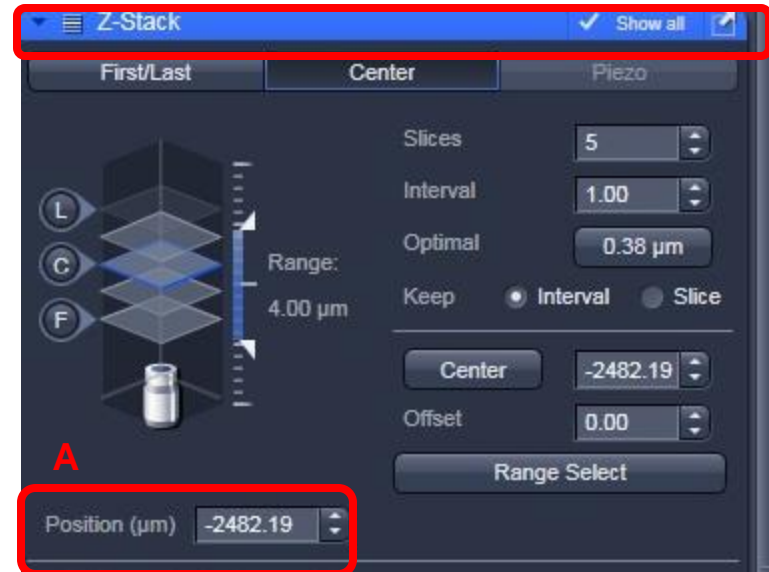 Z-Stack Show all
First/Last Center Piezo
Slices 5
L
Interval 1.00
Optimal 0.38 µm
C
Range:
Keep Interval Slice
4.00 µm
F
Center -2482.19
Offset 0.00
A
Range Select
Position (µm) -2482.19